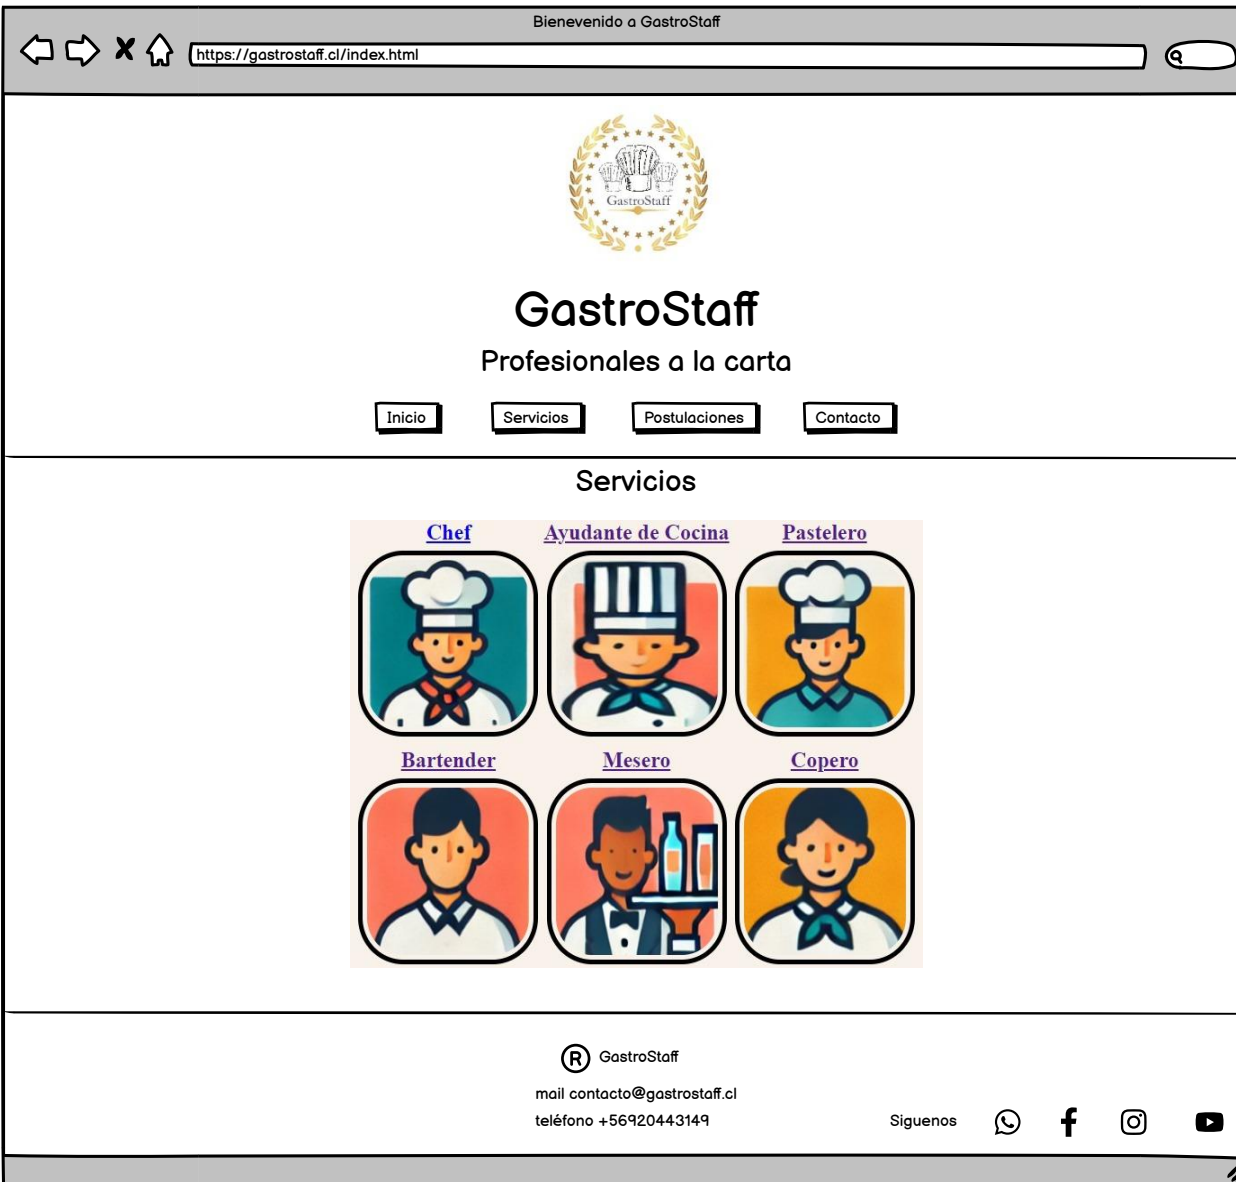 Bienevenido a GastroStaff
https://gastrostaff.cl/index.html
GastroStaff
GastroStaff
Profesionales a la carta
Inicio Servicios Postulaciones Contacto
Servicios
Chef Ayudante de Cocina Pastelero
Bartender Mesero Copero
® GastroStaff
mail contacto@gastrostaff.cl
teléfono +56920443149 Siguenos